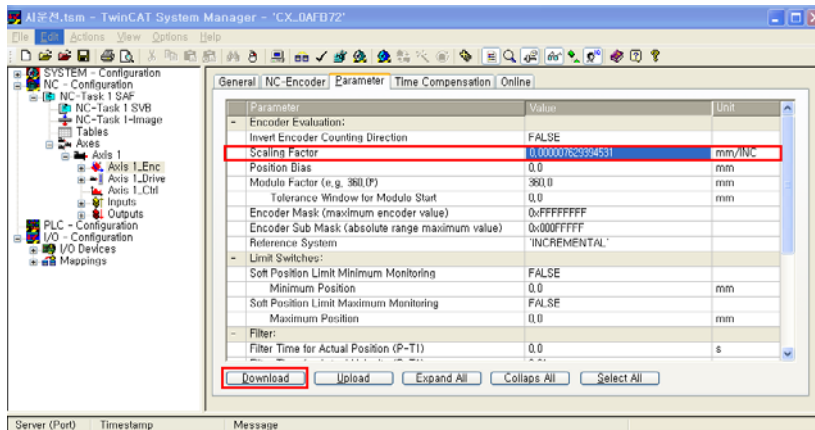 시운전.tsm - TwinCAT System Manager - 'CX_0AFB72'
File Edit Actions View Options Help
SYSTEM - Configuration
NC - Configuration
NC-Task 1 SAF
NC-Task 1 SVB
NC-Task 1-Image
Tables
Axes
Axis 1
Axis 1_Enc
Axis 1_Drive
Axis 1_Ctrl
Inputs
Outputs
PLC - Configuration
I/O - Configuration
I/O Devices
Mappings
General NC-Encoder Parameter Time Compensation Online
Parameter Value Unit
- Encoder Evaluation:
Invert Encoder Counting Direction FALSE
Scaling Factor 0.000007629394531 mm/INC
Position Bias 0.0 mm
Modulo Factor (e.g. 360.0°) 360.0 mm
Tolerance Window for Modulo Start 0.0 mm
Encoder Mask (maximum encoder value) 0xFFFFFFFF
Encoder Sub Mask (absolute range maximum value) 0x000FFFFF
Reference System 'INCREMENTAL'
- Limit Switches:
Soft Position Limit Minimum Monitoring FALSE
Minimum Position 0.0 mm
Soft Position Limit Maximum Monitoring FALSE
Maximum Position 0.0 mm
- Filter:
Filter Time for Actual Position (P-T1) 0.0 s
Download Upload Expand All Collaps All Select All
Server (Port) Timestamp Message